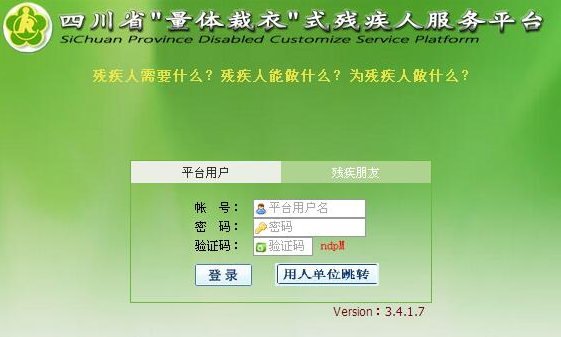 四川省"量体裁衣"式残疾人服务平台
SiChuan Province Disabled Customize Service Platform
残疾人需要什么？残疾人能做什么？为残疾人做什么？
平台用户 残疾朋友
帐 号： 平台用户名
密 码： 密码
验证码： 验证码 ndpM
登 录 用人单位跳转
Version：3.4.1.7